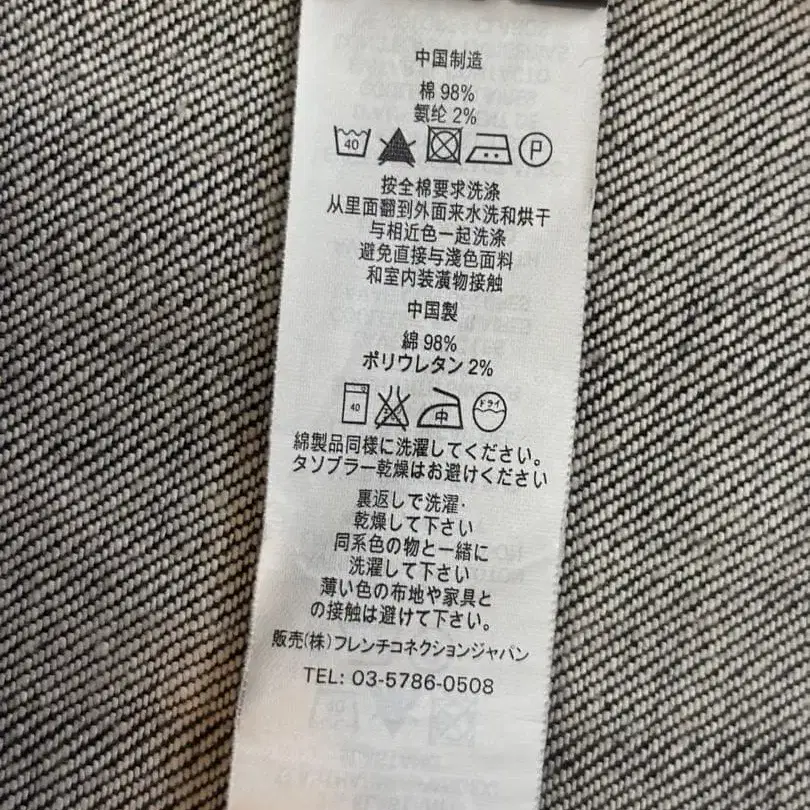 中国制造
棉 98%
氨纶 2%
40 P
按全棉要求洗涤
从里面翻到外面来水洗和烘干
与相近色一起洗涤
避免直接与淺色面料
和室内装潢物接触
中国製
綿 98%
ポリウレタン 2%
40 中 ドライ
綿製品同様に洗濯してください。
タソブラー乾燥はお避けください
裏返しで洗濯·
乾燥して下さい
同系色の物と一緒に
洗濯して下さい
薄い色の布地や家具と
の接触は避けて下さい。
販売(株)フレンチコネクションジャパン
TEL: 03-5786-0508